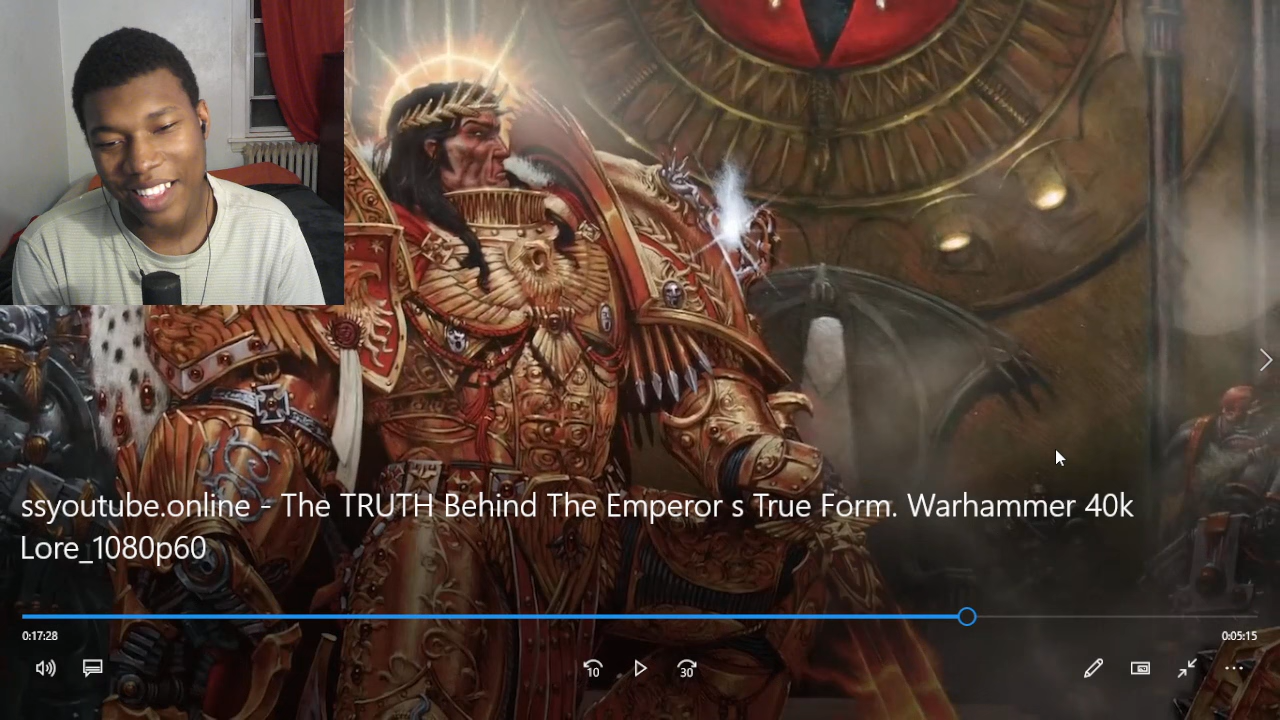 ssyoutube.online - The TRUTH Behind The Emperor s True Form. Warhammer 40k
Lore_1080p60
0:17:28
0:05:15
10
30